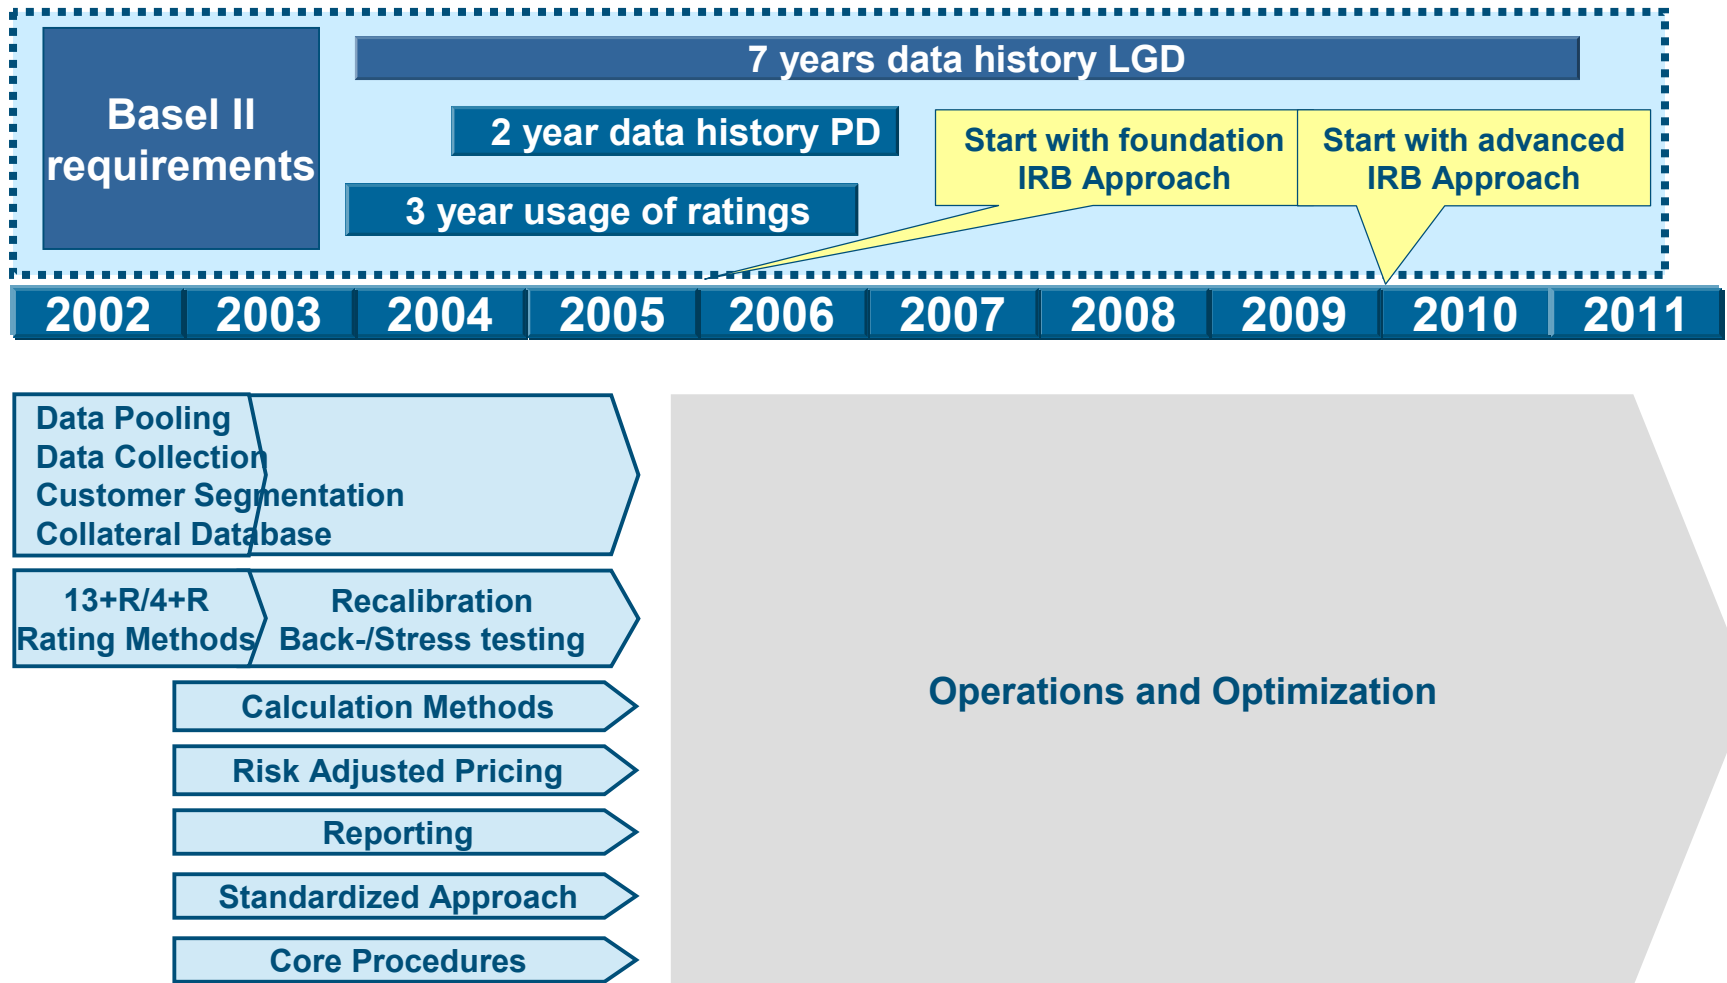 Basel II
requirements
7 years data history LGD
2 year data history PD
3 year usage of ratings
Start with foundation
IRB Approach
Start with advanced
IRB Approach
2002 2003 2004 2005 2006 2007 2008 2009 2010 2011
Data Pooling
Data Collection
Customer Segmentation
Collateral Database
13+R/4+R
Rating Methods
Recalibration
Back-/Stress testing
Calculation Methods
Risk Adjusted Pricing
Reporting
Standardized Approach
Core Procedures
Operations and Optimization